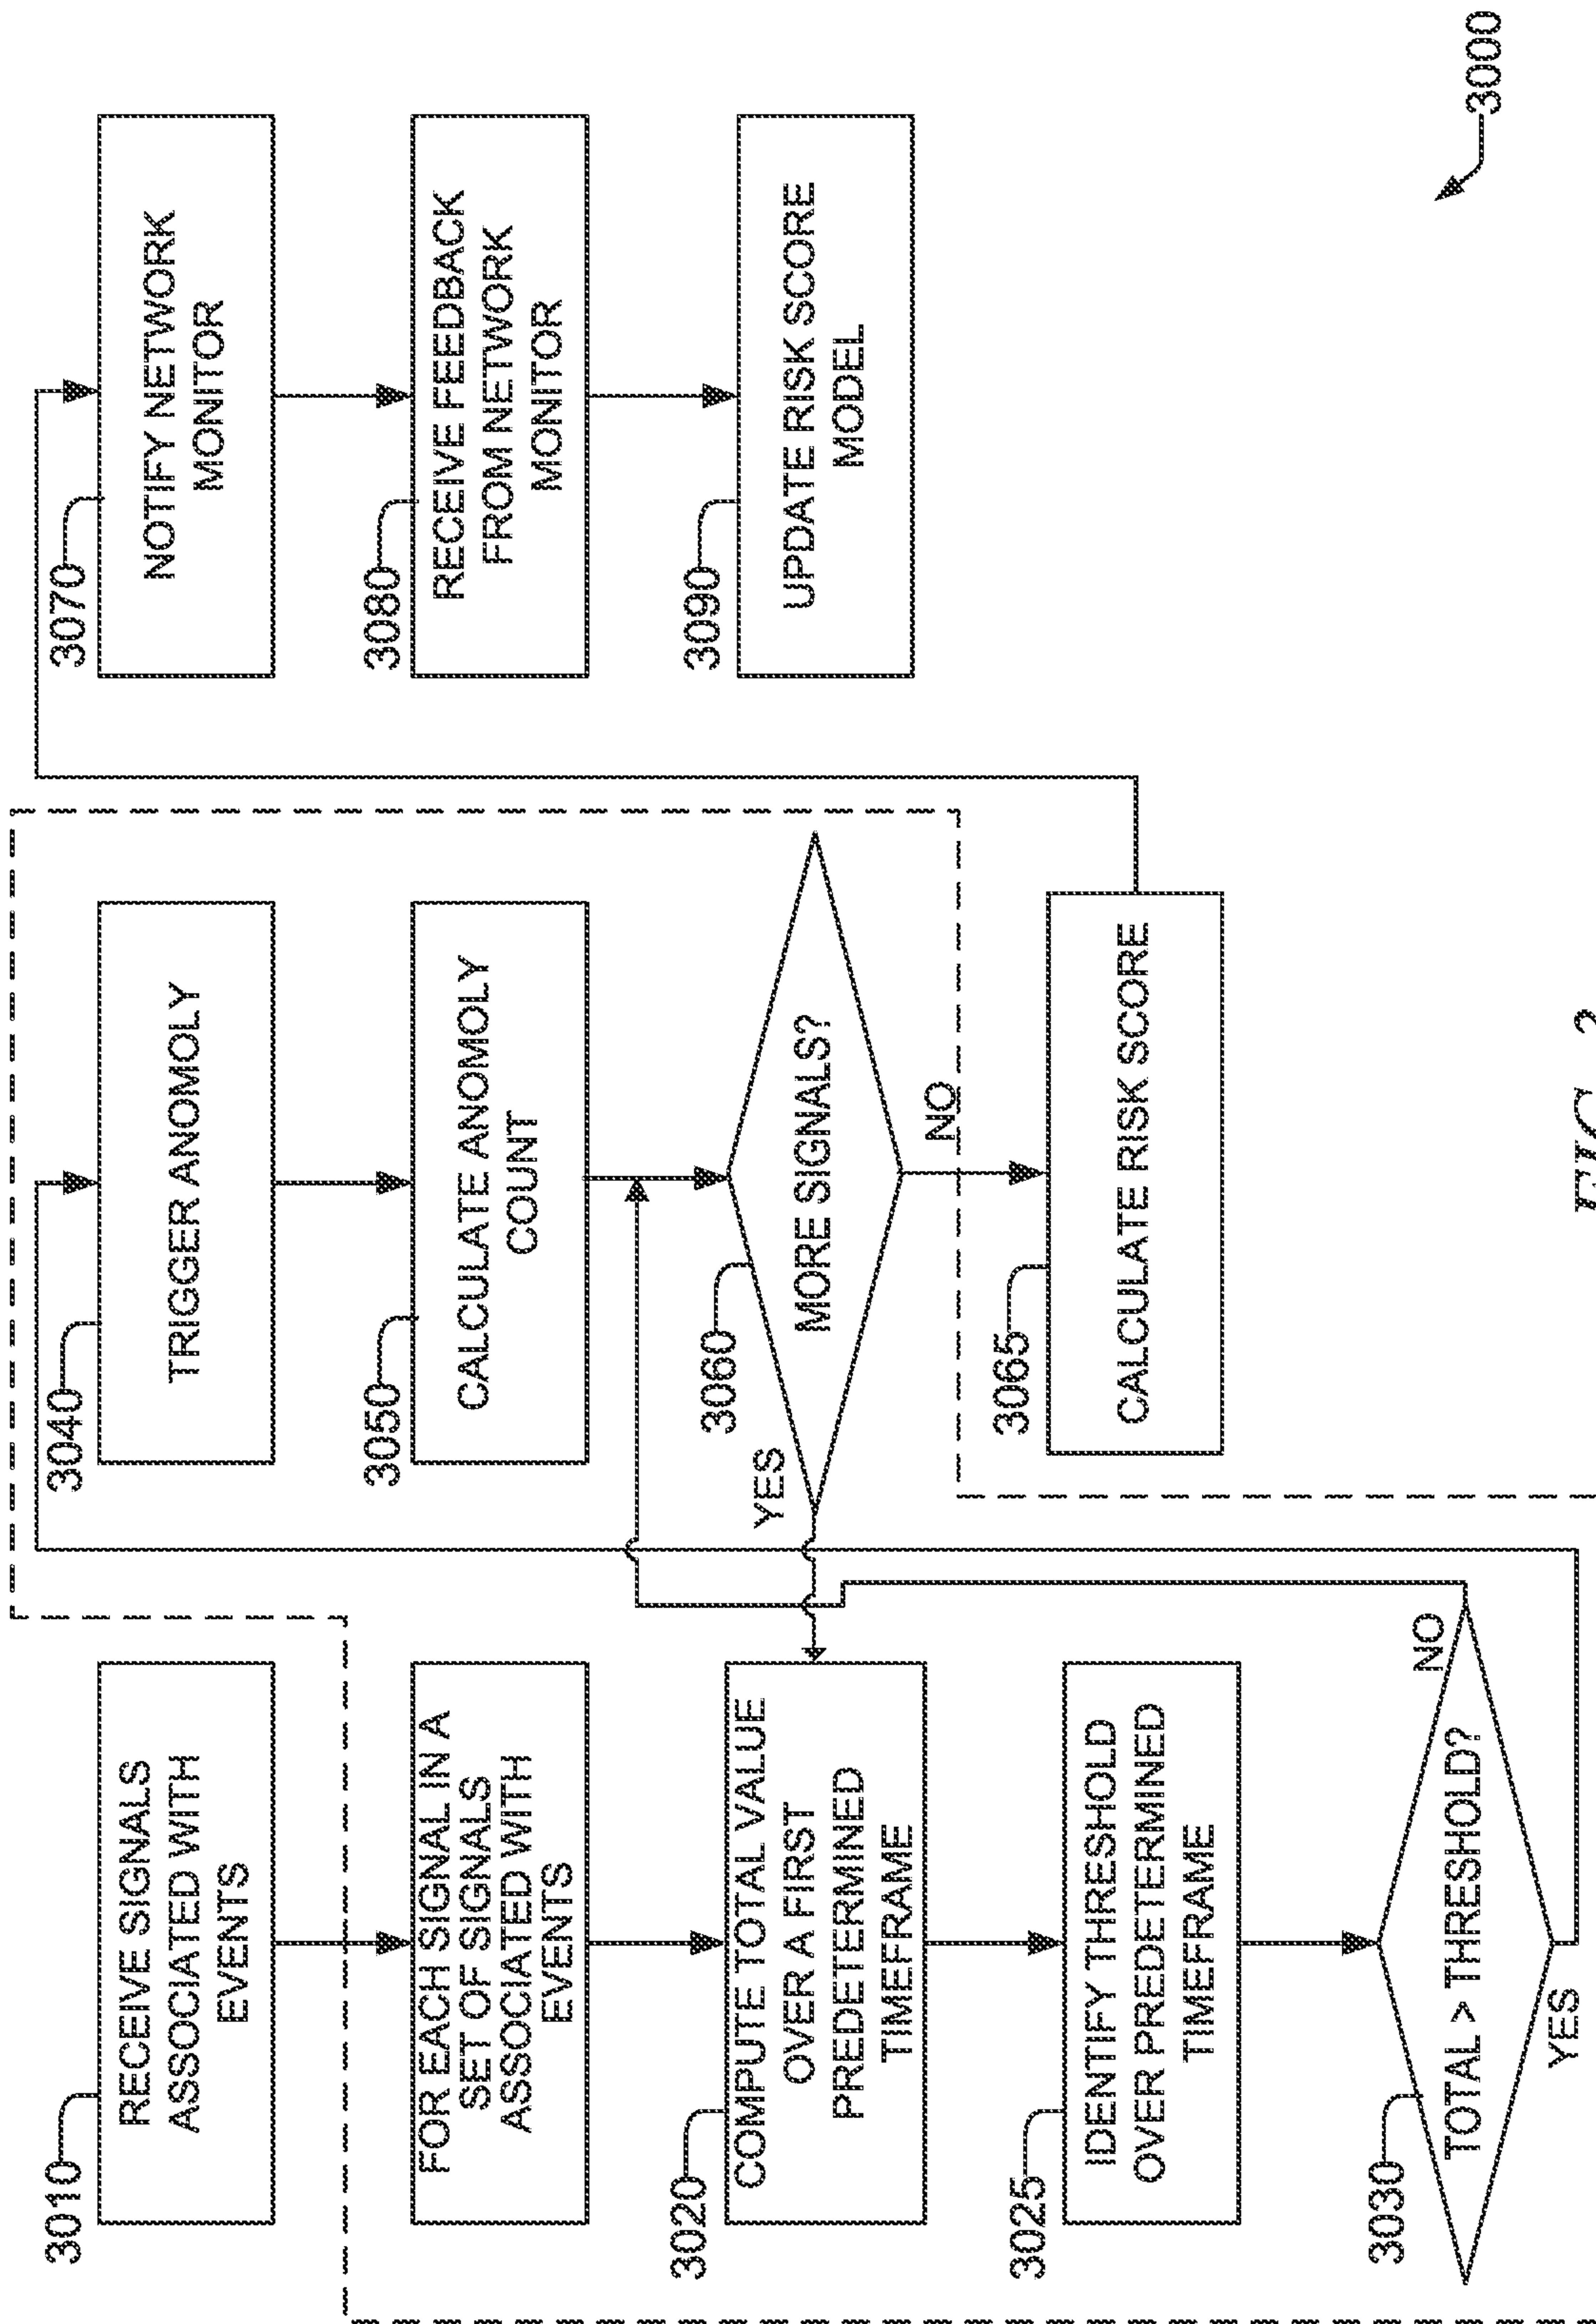 3010
RECEIVE SIGNALS
ASSOCIATED WITH
EVENTS
FOR EACH SIGNAL IN A
SET OF SIGNALS
ASSOCIATED WITH
EVENTS
3020
COMPUTE TOTAL VALUE
OVER A FIRST
PREDETERMINED
TIMEFRAME
3025
IDENTIFY THRESHOLD
OVER PREDETERMINED
TIMEFRAME
3030
TOTAL > THRESHOLD?
NO
YES
3040
TRIGGER ANOMOLY
3050
CALCULATE ANOMOLY
COUNT
3060
MORE SIGNALS?
YES
NO
3065
CALCULATE RISK SCORE
3070
NOTIFY NETWORK
MONITOR
3080
RECEIVE FEEDBACK
FROM NETWORK
MONITOR
3090
UPDATE RISK SCORE
MODEL
3000